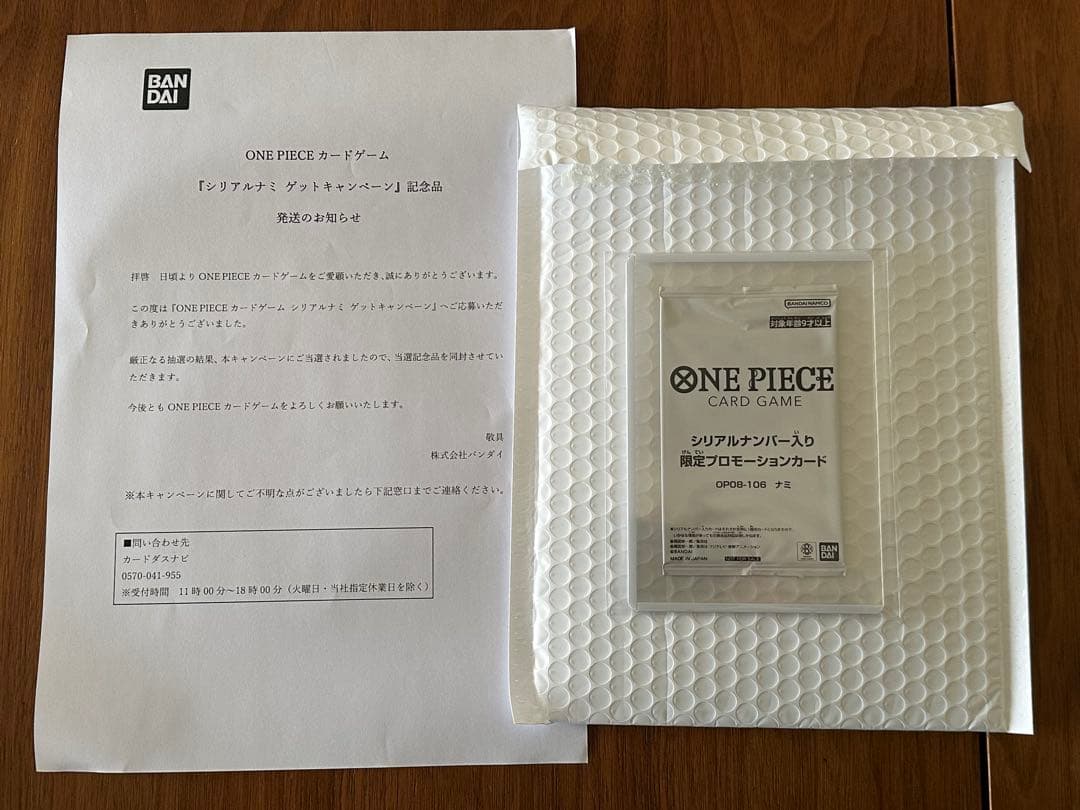 BAN
DAI
ONE PIECE カードゲーム
『シリアルナミ ゲットキャンペーン』記念品
発送のお知らせ
拝啓　日頃より ONE PIECE カードゲームをご愛顧いただき、誠にありがとうございます。
この度は『ONE PIECE カードゲーム シリアルナミ ゲットキャンペーン』へご応募いただ
きありがとうございました。
厳正なる抽選の結果、本キャンペーンにご当選されましたので、当選記念品を同封させてい
ただきます。
今後とも ONE PIECE カードゲームをよろしくお願いいたします。
敬具
株式会社バンダイ
※本キャンペーンに関してご不明な点がございましたら下記窓口までご連絡ください。
■問い合わせ先
カードダスナビ
0570-041-955
※受付時間　11 時 00 分～18 時 00 分（火曜日・当社指定休業日を除く）
BANDAI NAMCO
対象年齢9才以上
ONE PIECE
CARD GAME
シリアルナンバー入り
限定プロモーションカード
OP08-106 ナミ
©BANDAI
MADE IN JAPAN
NOT FOR SALE
BAN
DAI